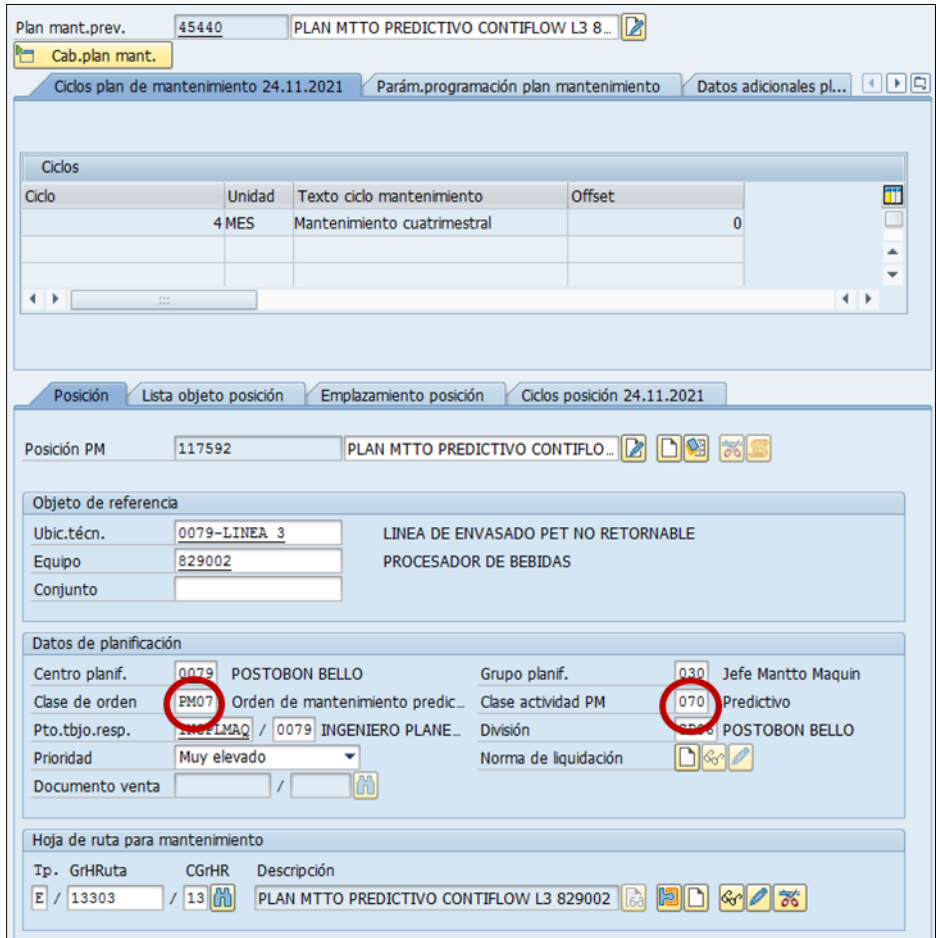 Plan mant.prev. 45440 PLAN MTTO PREDICTIVO CONTIFLOW L3 8...
Cab.plan mant.
Ciclos plan de mantenimiento 24.11.2021 Parám.programación plan mantenimiento Datos adicionales pl...
Ciclos
Ciclo Unidad Texto ciclo mantenimiento Offset
4 MES Mantenimiento cuatrimestral 0
Posición Lista objeto posición Emplazamiento posición Ciclos posición 24.11.2021
Posición PM 117592 PLAN MTTO PREDICTIVO CONTIFLO...
Objeto de referencia
Ubic.técn. 0079-LINEA 3 LINEA DE ENVASADO PET NO RETORNABLE
Equipo 829002 PROCESADOR DE BEBIDAS
Conjunto
Datos de planificación
Centro planif. 0079 POSTOBON BELLO Grupo planif. 030 Jefe Mantto Maquin
Clase de orden PM07 Orden de mantenimiento predic... Clase actividad PM 070 Predictivo
Pto.tbjo.resp. / 0079 INGENIERO PLANE... División POSTOBON BELLO
Prioridad Muy elevado Norma de liquidación
Documento venta /
Hoja de ruta para mantenimiento
Tp. GrHRuta CGrHR Descripción
E / 13303 / 13 PLAN MTTO PREDICTIVO CONTIFLOW L3 829002